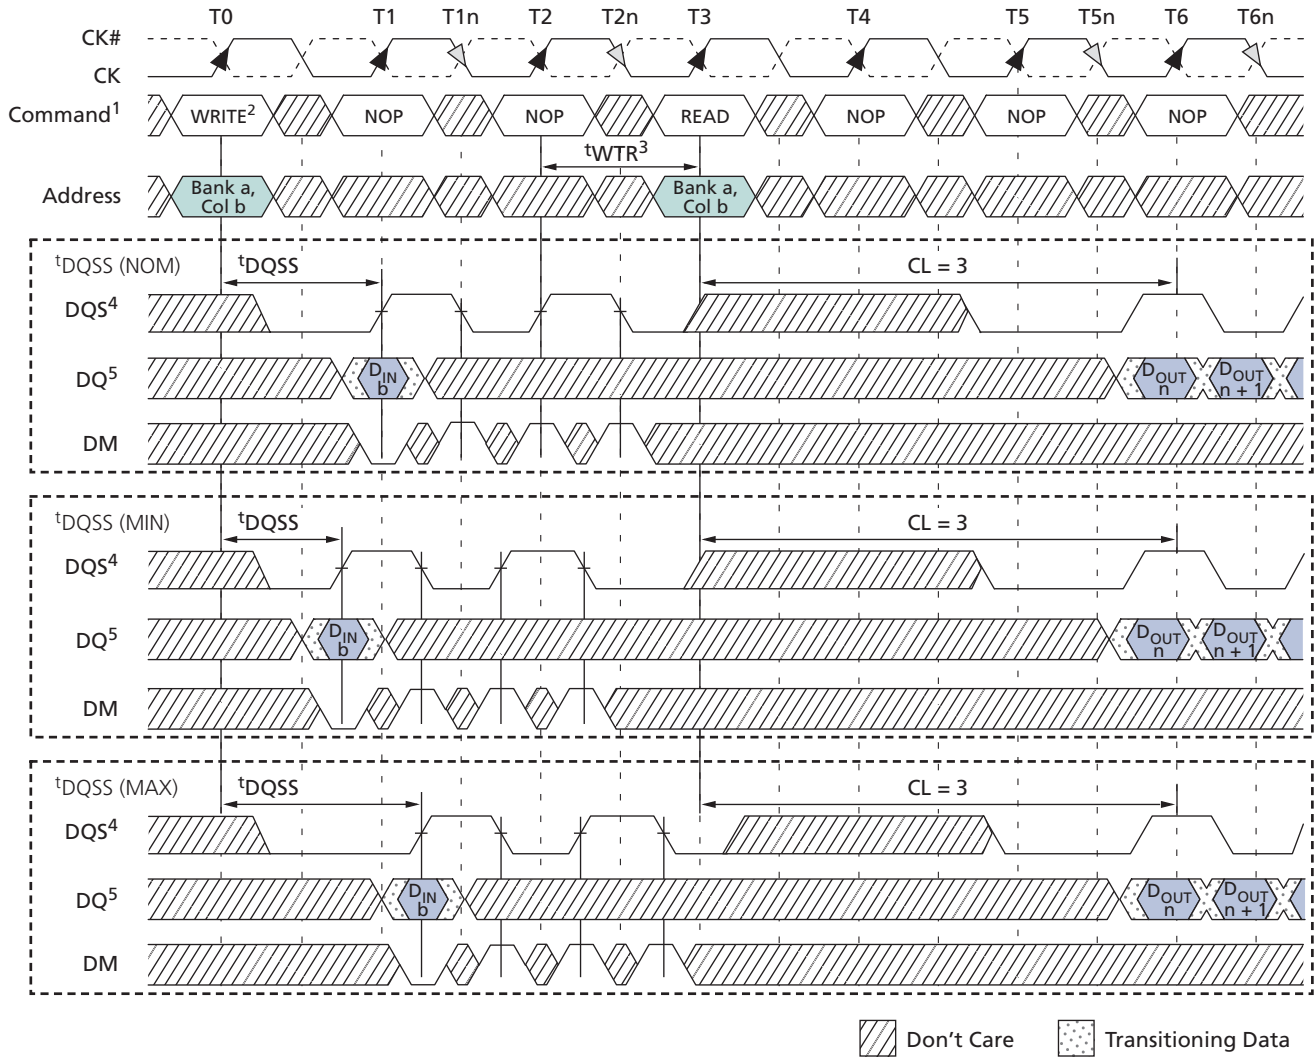 T0 T1 T1n T2 T2n T3 T4 T5 T5n T6 T6n
CK#
CK
Command1 WRITE2 NOP NOP READ NOP NOP NOP
tWTR3
Address Bank a, Col b Bank a, Col b
tDQSS (NOM) tDQSS CL = 3
DQS4
DQ5 DIN b DOUT n DOUT n + 1
DM
tDQSS (MIN) tDQSS CL = 3
DQS4
DQ5 DIN b DOUT n DOUT n + 1
DM
tDQSS (MAX) tDQSS CL = 3
DQS4
DQ5 DIN b DOUT n DOUT n + 1
DM
Don't Care Transitioning Data